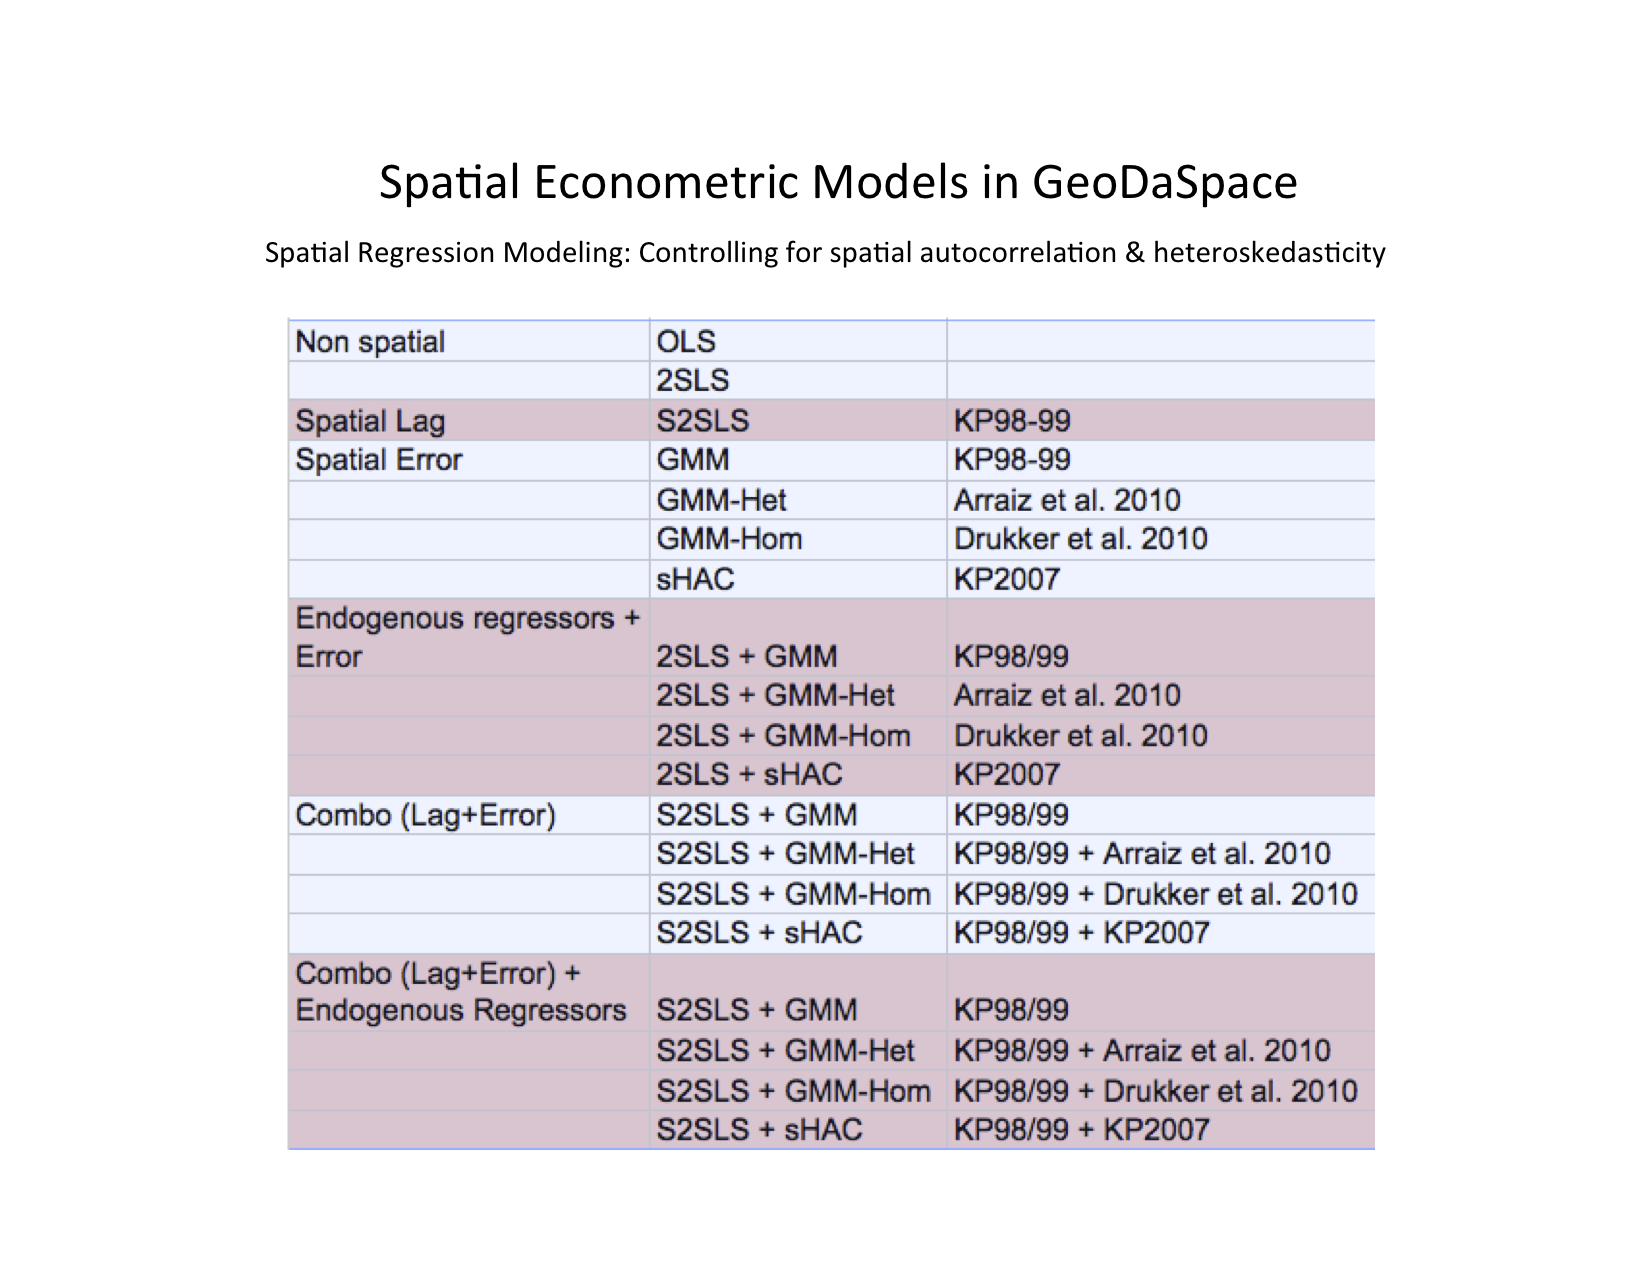 Spatial Econometric Models in GeoDaSpace
Spatial Regression Modeling: Controlling for spatial autocorrelation & heteroskedasticity
Non spatial OLS
2SLS
Spatial Lag S2SLS KP98-99
Spatial Error GMM KP98-99
GMM-Het Arraiz et al. 2010
GMM-Hom Drukker et al. 2010
sHAC KP2007
Endogenous regressors +
Error 2SLS + GMM KP98/99
2SLS + GMM-Het Arraiz et al. 2010
2SLS + GMM-Hom Drukker et al. 2010
2SLS + sHAC KP2007
Combo (Lag+Error) S2SLS + GMM KP98/99
S2SLS + GMM-Het KP98/99 + Arraiz et al. 2010
S2SLS + GMM-Hom KP98/99 + Drukker et al. 2010
S2SLS + sHAC KP98/99 + KP2007
Combo (Lag+Error) +
Endogenous Regressors S2SLS + GMM KP98/99
S2SLS + GMM-Het KP98/99 + Arraiz et al. 2010
S2SLS + GMM-Hom KP98/99 + Drukker et al. 2010
S2SLS + sHAC KP98/99 + KP2007